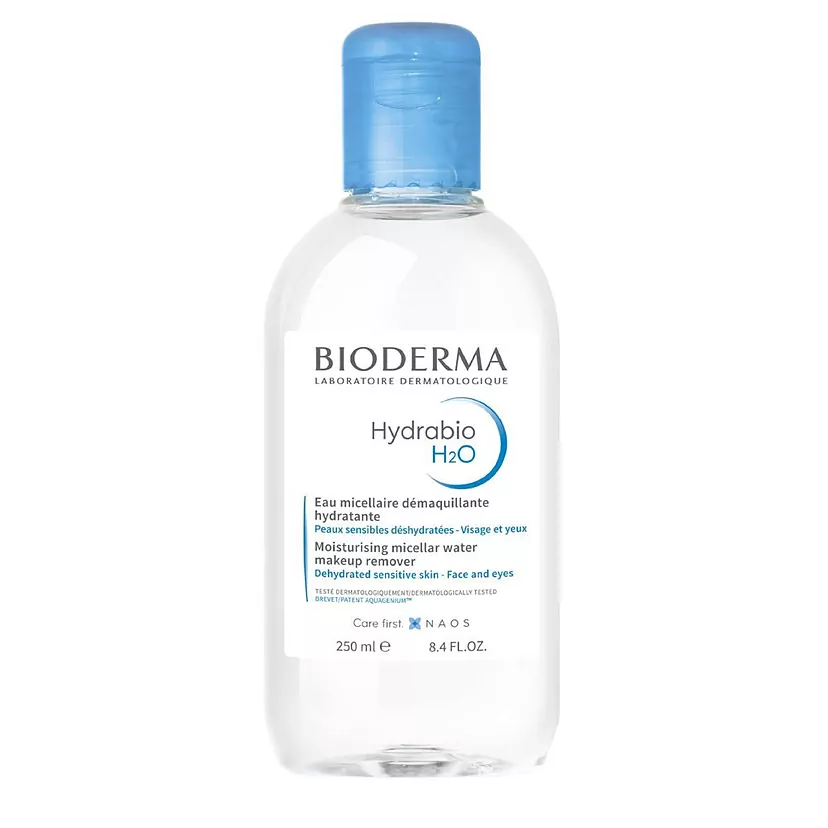 BIODERMA
LABORATOIRE DERMATOLOGIQUE
Hydrabio
H2O
Eau micellaire démaquillante
hydratante
Peaux sensibles déshydratées - Visage et yeux
Moisturising micellar water
makeup remover
Dehydrated sensitive skin - Face and eyes
TESTÉ DERMATOLOGIQUEMENT/DERMATOLOGICALLY TESTED
BREVET/PATENT AQUAGENIUM™
Care first. NAOS
250 ml ℮ 8.4 FL.OZ.